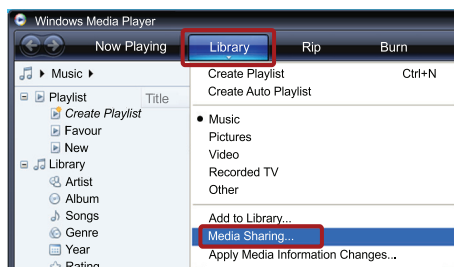 Windows Media Player
Now Playing
Library
Rip
Burn
Music
Create Playlist Ctrl+N
Create Auto Playlist
Playlist
Title
Create Playlist
Favour
New
Library
Artist
Album
Songs
Genre
Year
Rating
Music
Pictures
Video
Recorded TV
Other
Add to Library...
Media Sharing...
Apply Media Information Changes...